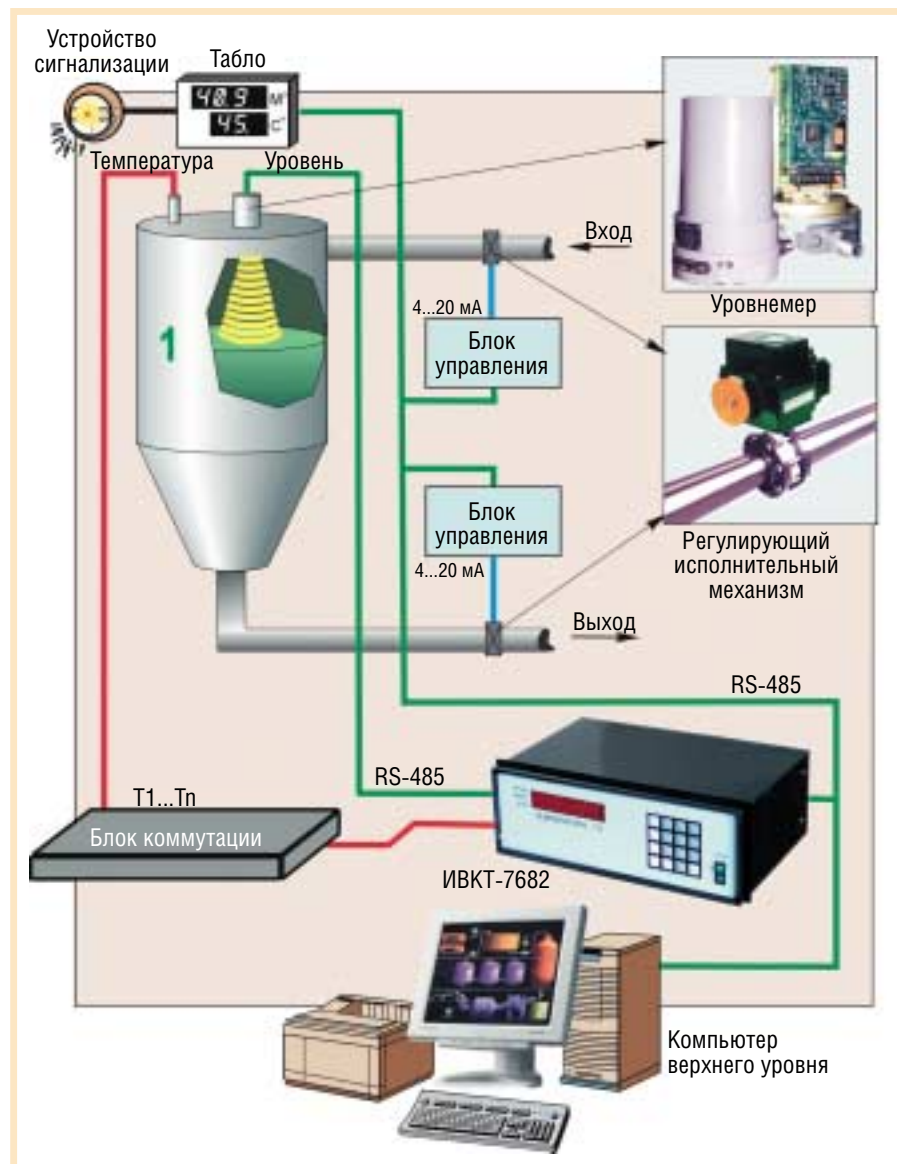 Устройство
сигнализации
Табло
40.9 М³
45. С°
Температура
Уровень
Вход
Уровнемер
4...20 мА
Блок
управления
1
Блок
управления
4...20 мА
Регулирующий
исполнительный
механизм
Выход
RS-485
RS-485
T1...Tn
Блок коммутации
ИВКТ-7682
Компьютер
верхнего уровня